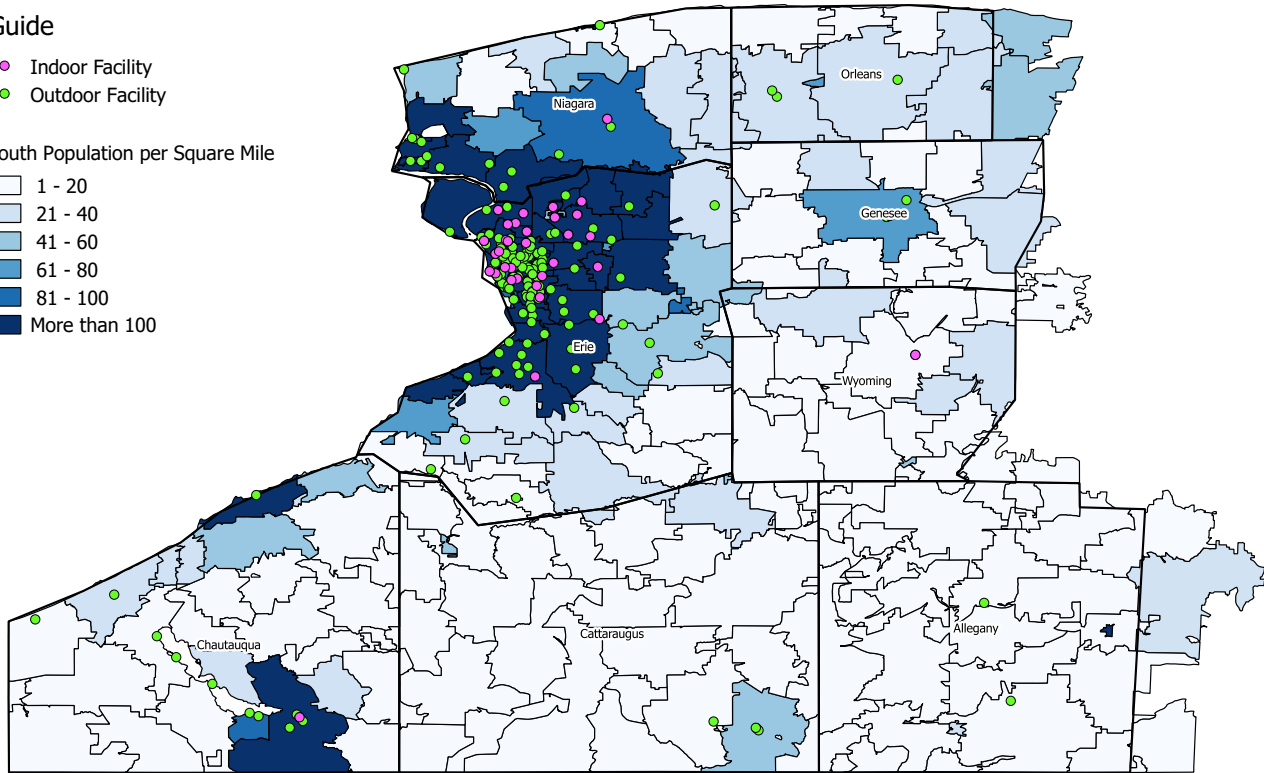 Guide
Indoor Facility
Outdoor Facility
outh Population per Square Mile
1 - 20
21 - 40
41 - 60
61 - 80
81 - 100
More than 100
Orleans
Niagara
Genesee
Erie
Wyoming
Cattaraugus
Allegany
Chautauqua